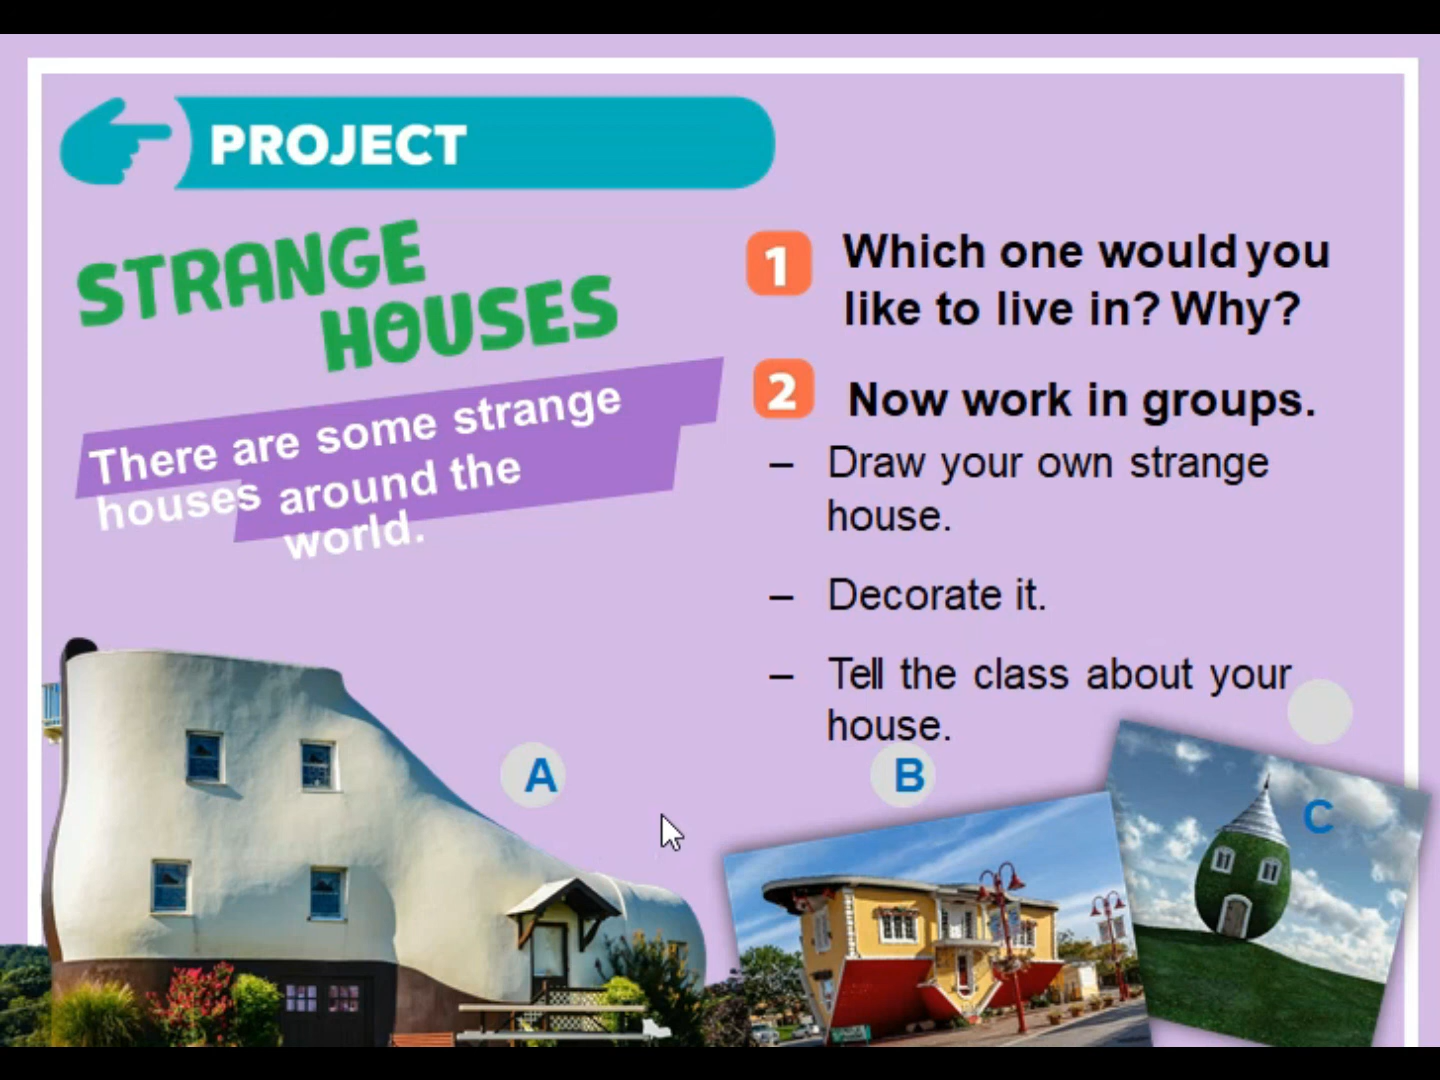 PROJECT
STRANGE
HOUSES
There are some strange
houses around the
world.
1 Which one would you
like to live in? Why?
2 Now work in groups.
– Draw your own strange
house.
– Decorate it.
– Tell the class about your
house.
A
B
C